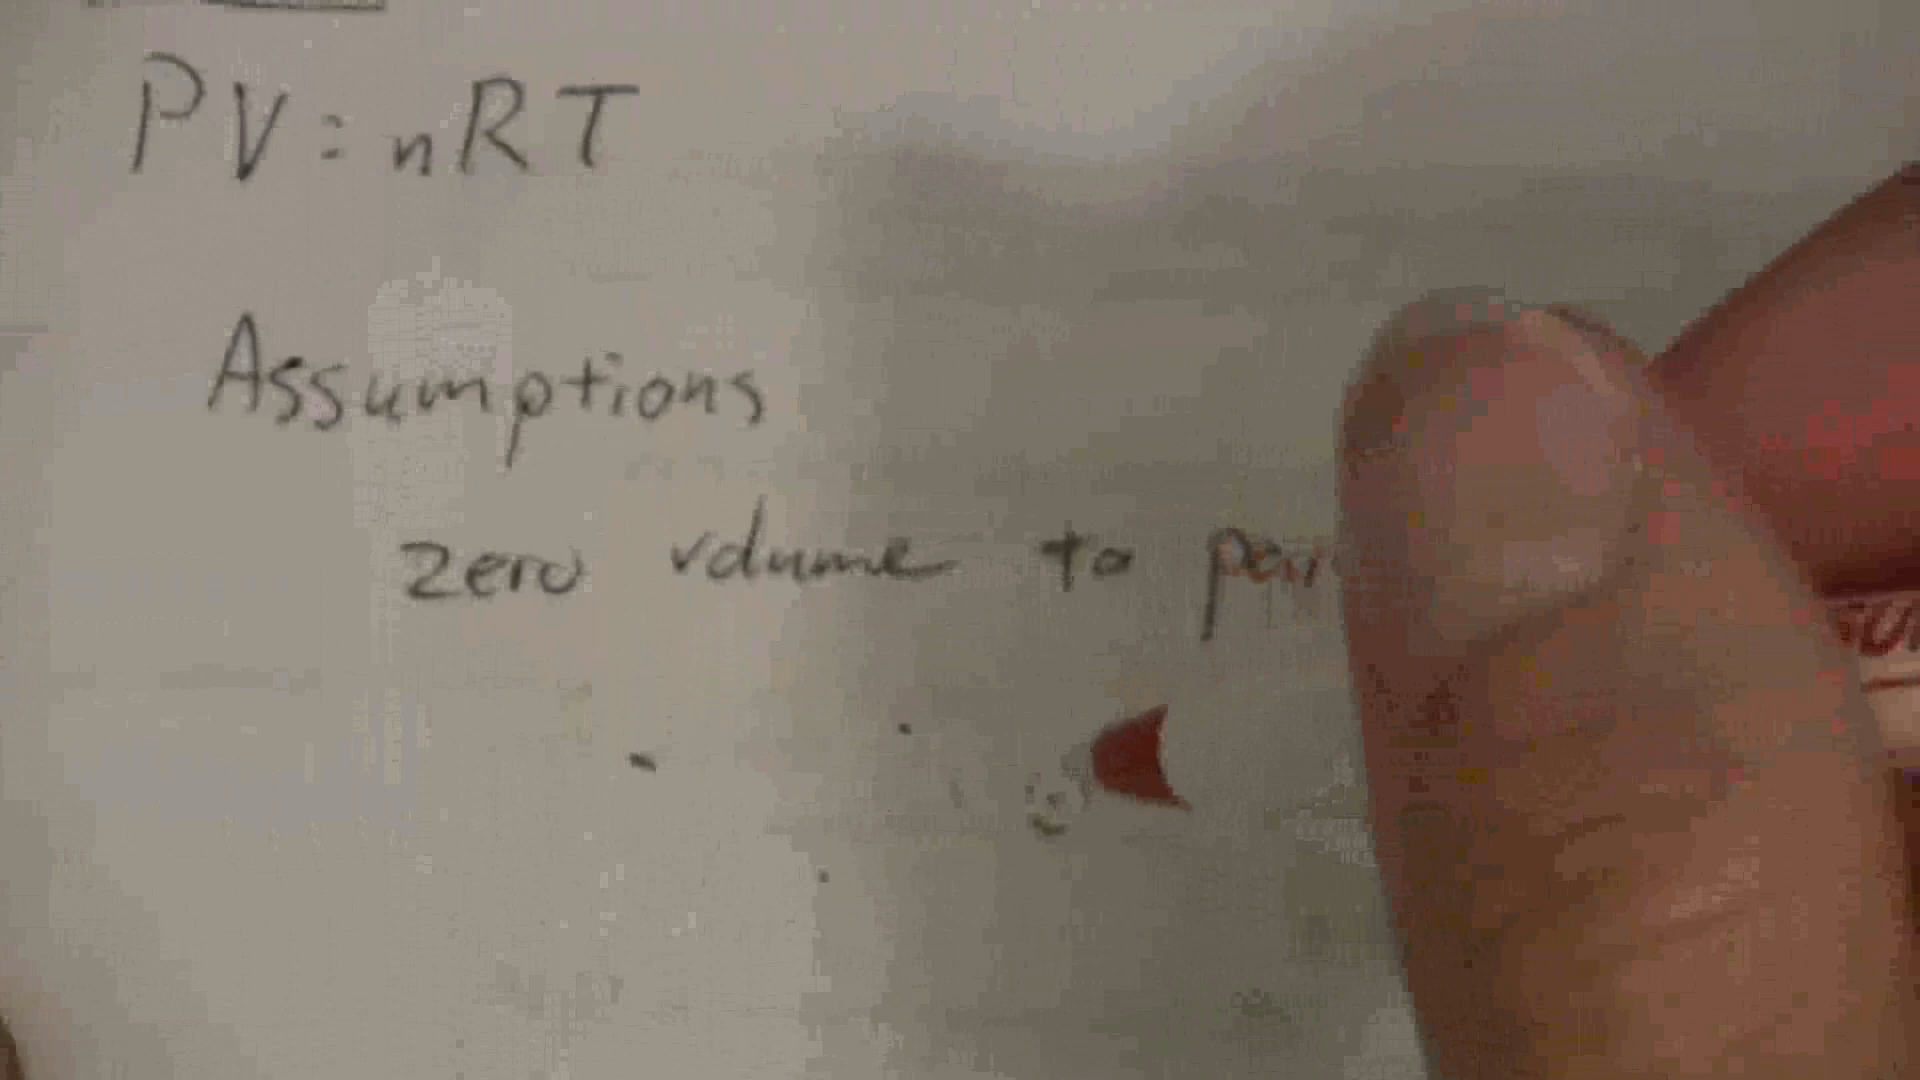 PV = nRT
Assumptions
zero volume to